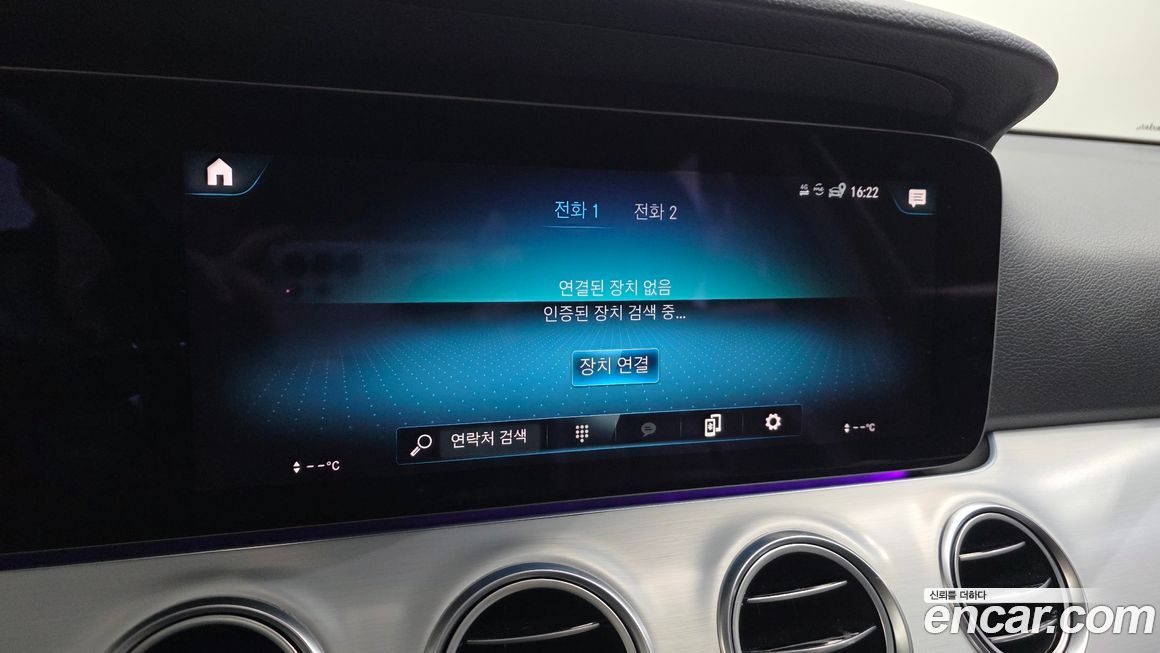 4G
16:22
전화 1
전화 2
연결된 장치 없음
인증된 장치 검색 중...
장치 연결
연락처 검색
--°C
--°C
신뢰를 더하다
encar.com